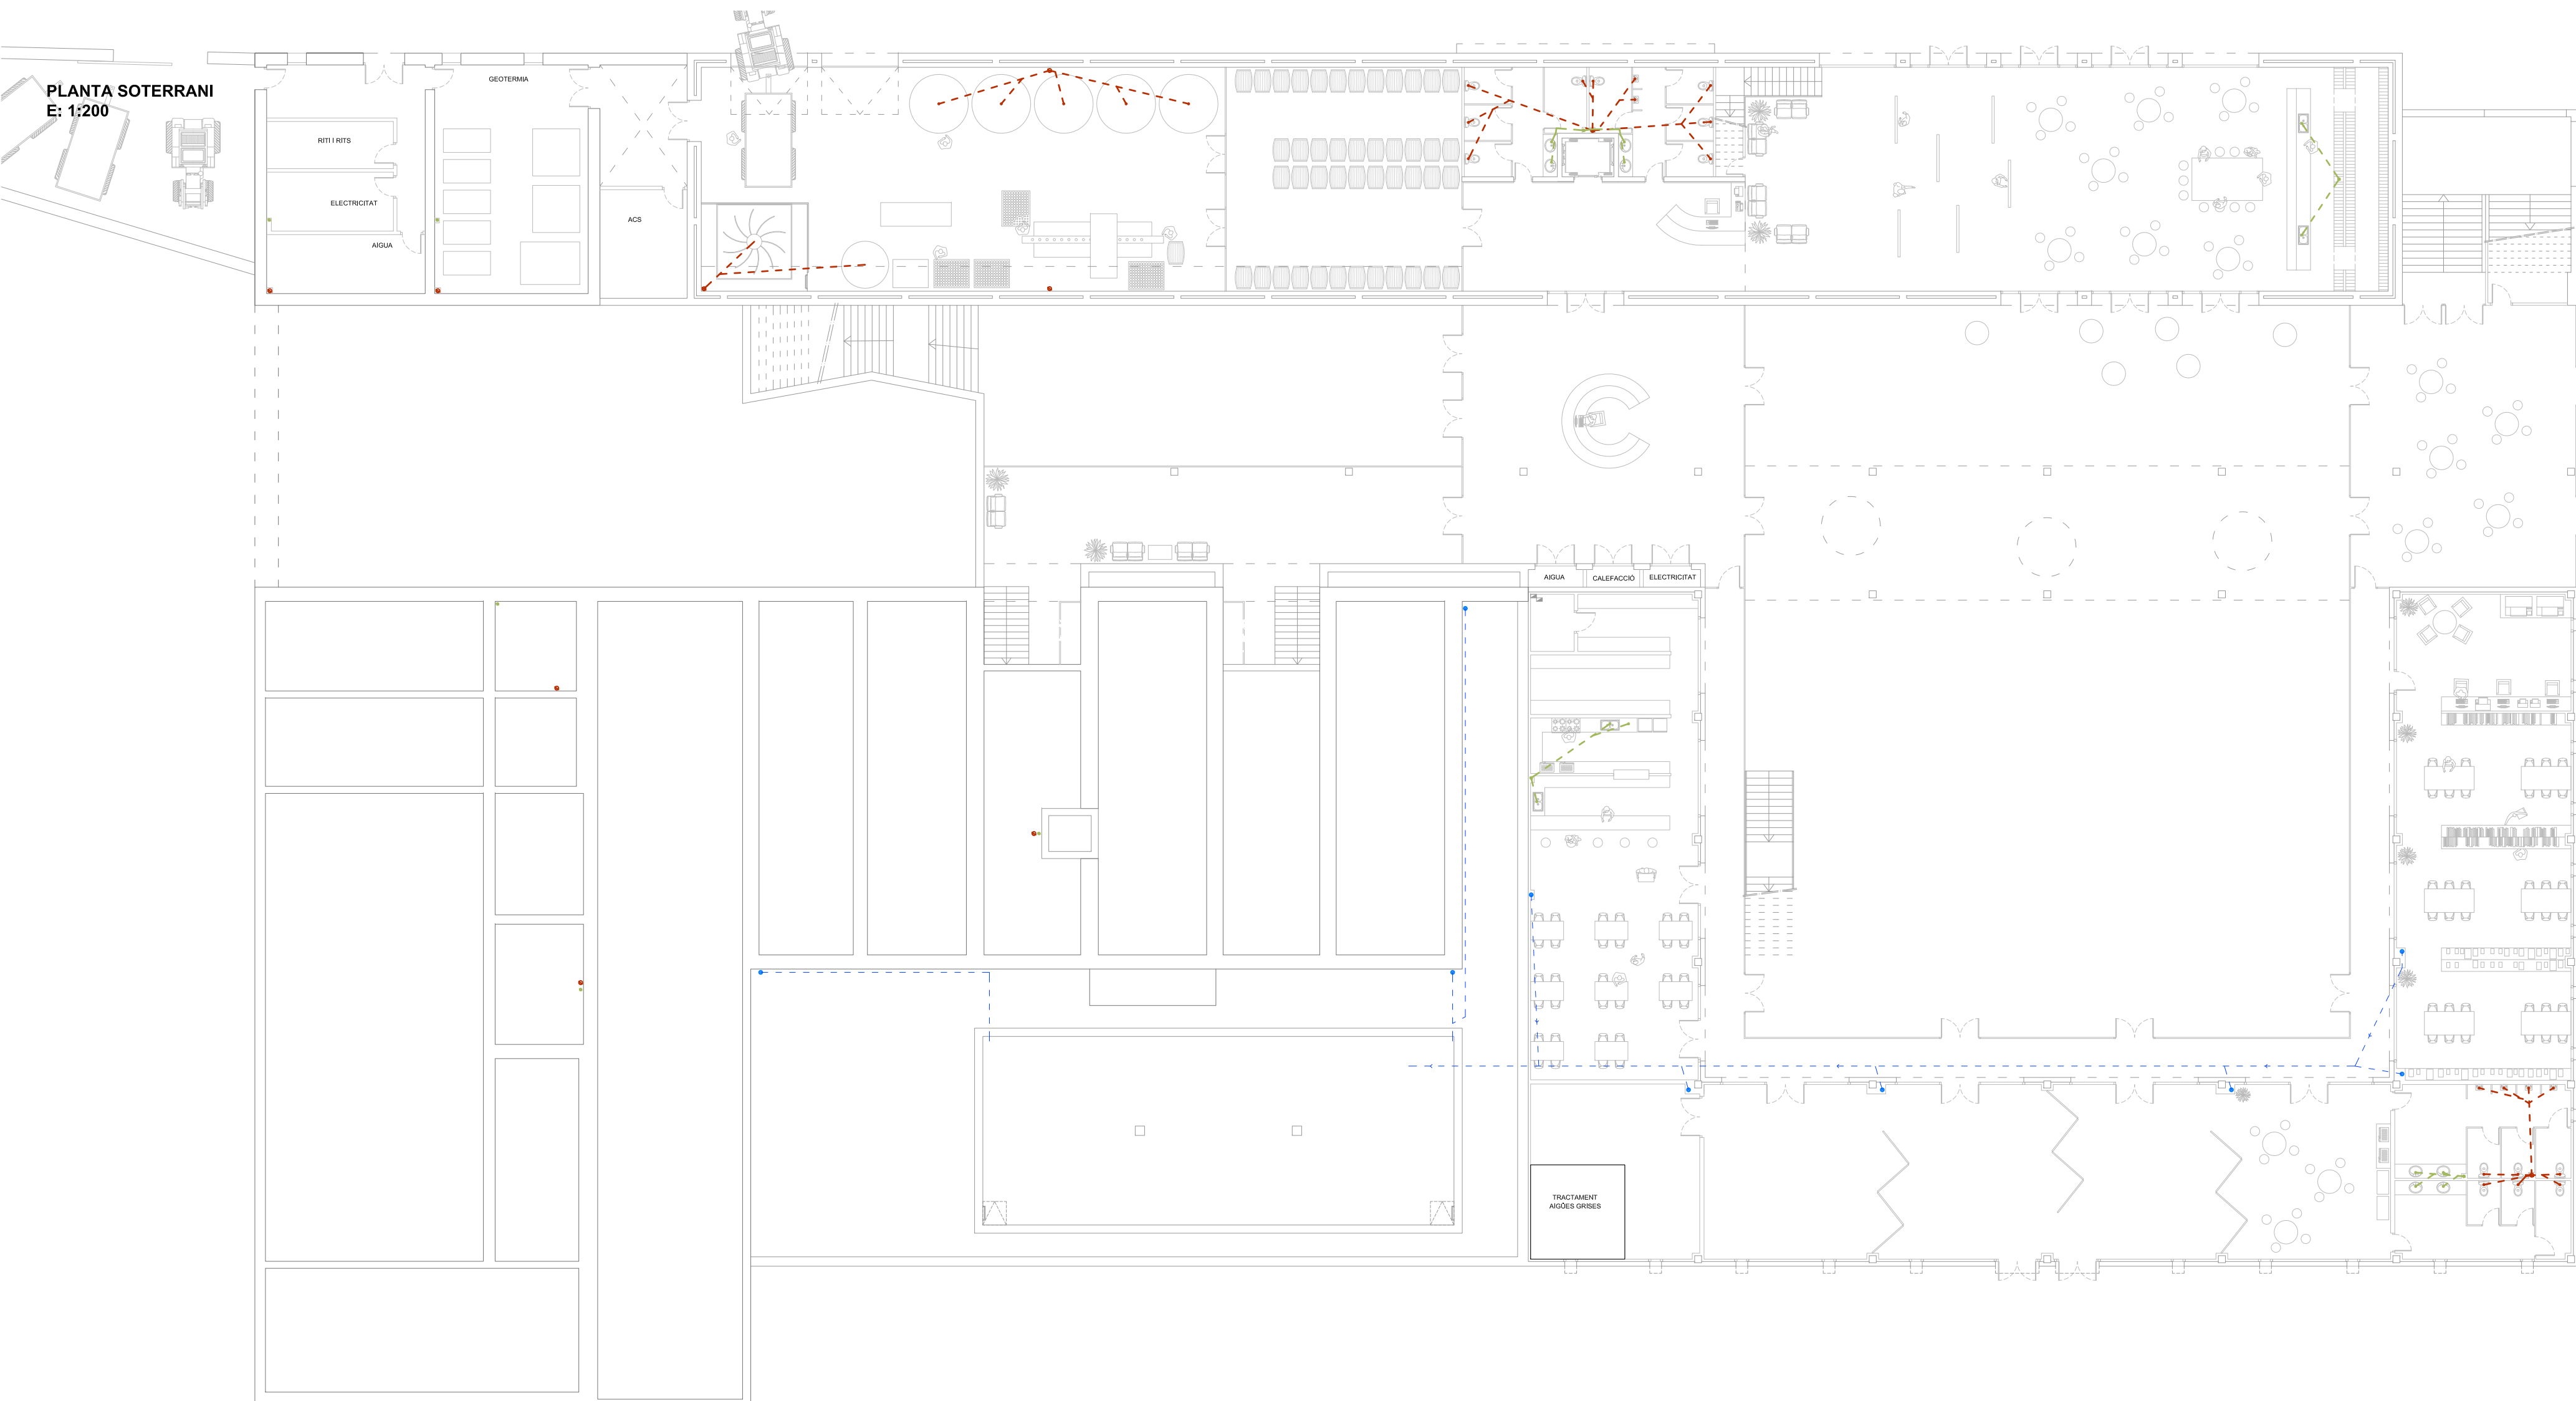 PLANTA SOTERRANI
E: 1:200
GEOTERMIA
RITI I RITS
ELECTRICITAT
ACS
AIGUA
AIGUA
CALEFACCIÓ
ELECTRICITAT
TRACTAMENT
AIGÜES GRISES